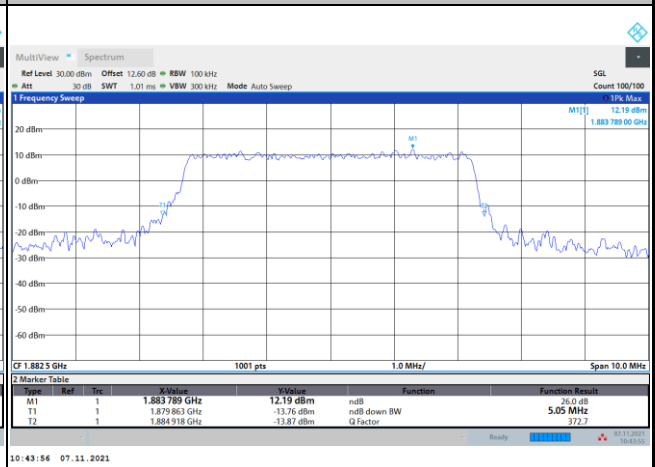 MultiView Spectrum
Ref Level 30.00 dBm Offset 12.60 dB RBW 100 kHz SGL
Att 30 dB SWT 1.01 ms VBW 300 kHz Mode Auto Sweep Count 100/100
1 Frequency Sweep 1Pk Max
M1[1] 12.19 dBm
1.883 789 00 GHz
M1
20 dBm
10 dBm
0 dBm
T1
-10 dBm
-20 dBm
-30 dBm
-40 dBm
-50 dBm
-60 dBm
CF 1.882 5 GHz 1001 pts 1.0 MHz/ Span 10.0 MHz
2 Marker Table
Type Ref Trc X-Value Y-Value Function Function Result
M1 1 1.883 789 GHz 12.19 dBm ndB 26.0 dB
T1 1 1.879 863 GHz -13.76 dBm ndB down BW 5.05 MHz
T2 1 1.884 918 GHz -13.87 dBm Q Factor 372.7
Ready 07.11.2021
10:43:55
10:43:56 07.11.2021